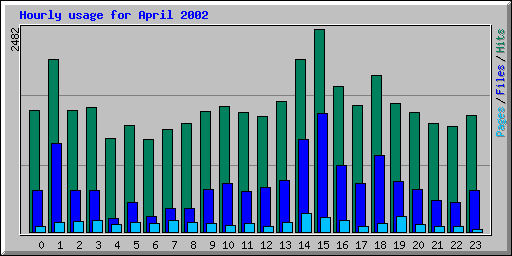 Hourly usage for April 2002
2482
Pages/Files/Hits
0 1 2 3 4 5 6 7 8 9 10 11 12 13 14 15 16 17 18 19 20 21 22 23